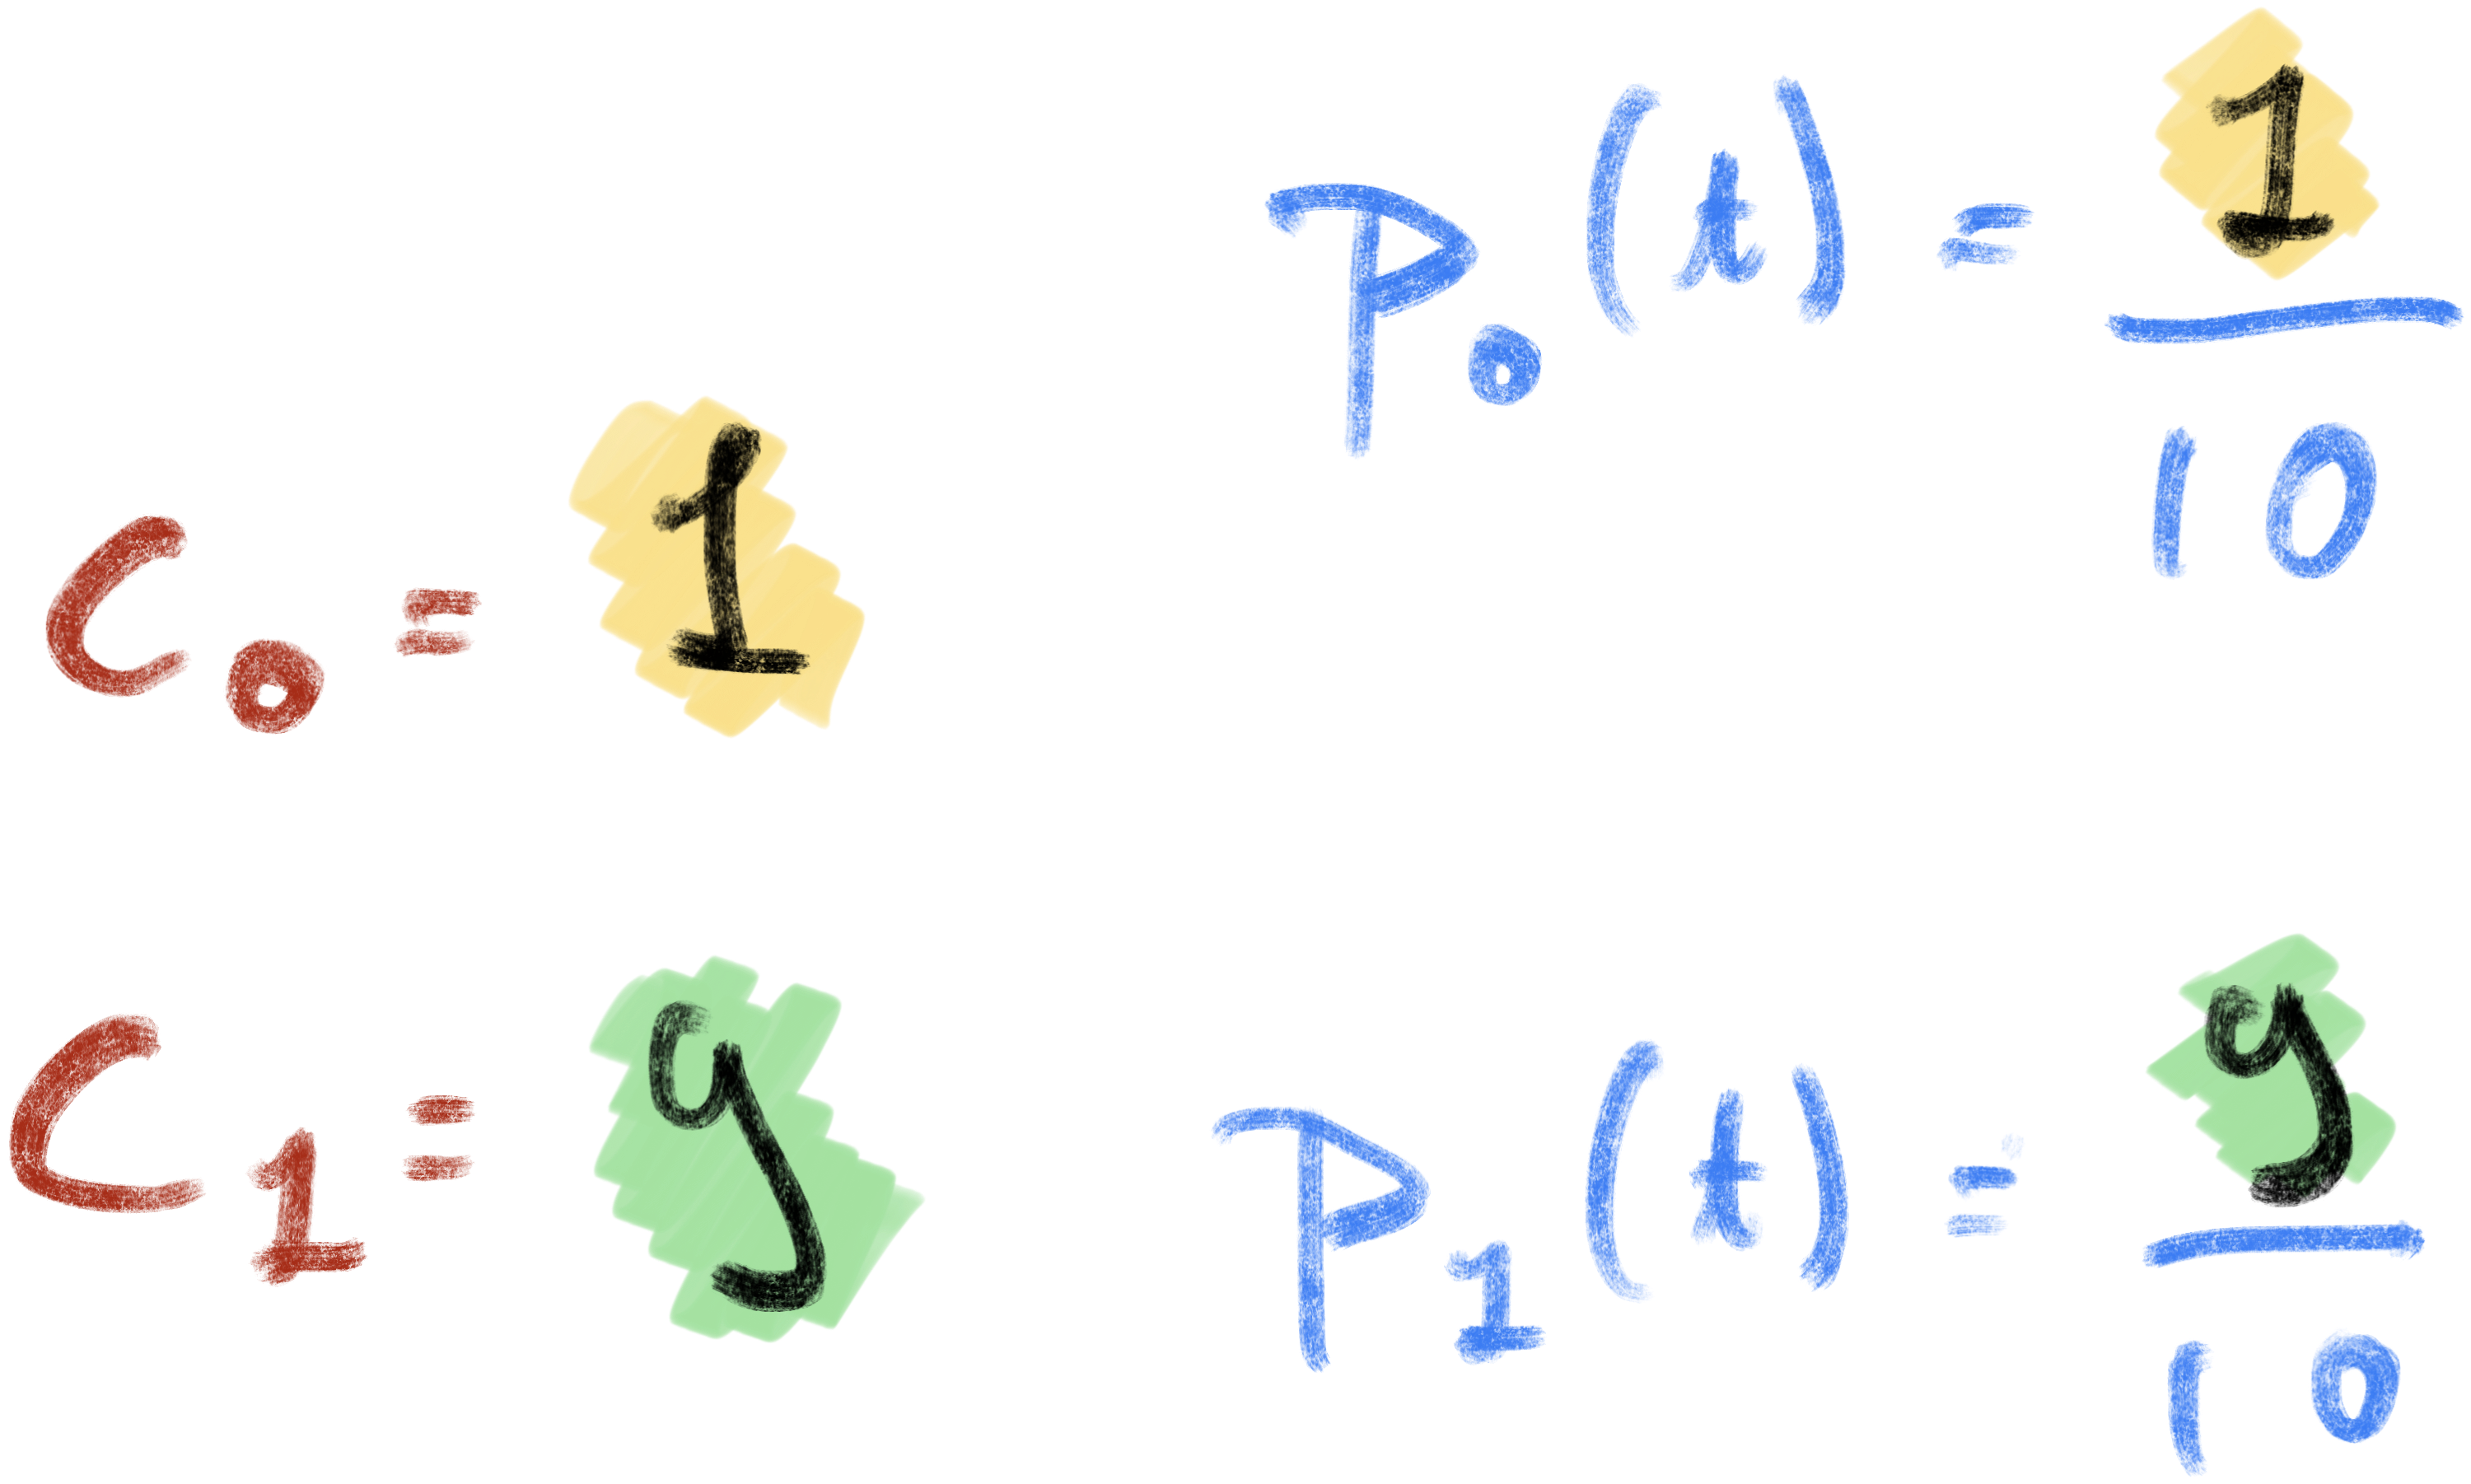 P₀(t) = 1/10
C₀ = 1
C₁ = 9
P₁(t) = 9/10